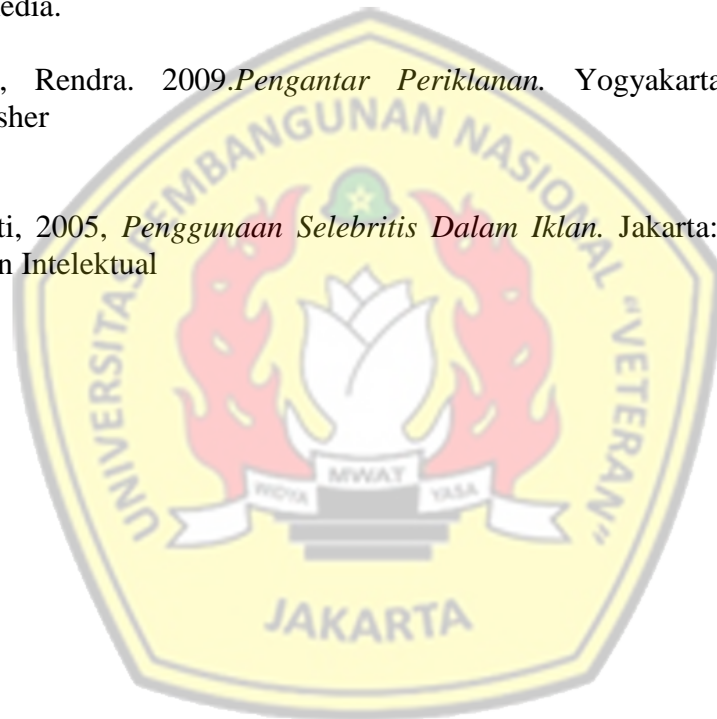 edia.
, Rendra. 2009.Pengantar Periklanan. Yogyakarta
sher
ti, 2005, Penggunaan Selebritis Dalam Iklan. Jakarta:
n Intelektual
UNIVERSITAS PEMBANGUNAN NASIONAL "VETERAN"
WIDYA MWAT YASA
JAKARTA